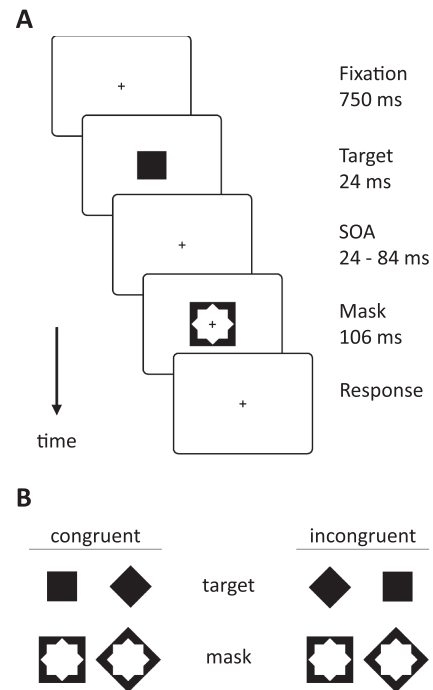 A
Fixation
750 ms
Target
24 ms
SOA
24 - 84 ms
Mask
106 ms
Response
time
B
congruent
incongruent
target
mask